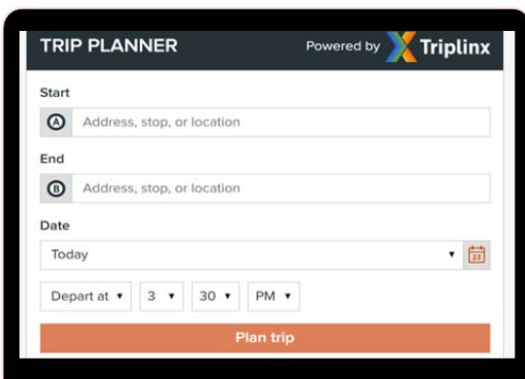 TRIP PLANNER Powered by Triplinx
Start
A Address, stop, or location
End
B Address, stop, or location
Date
Today 23
Depart at 3 30 PM
Plan trip